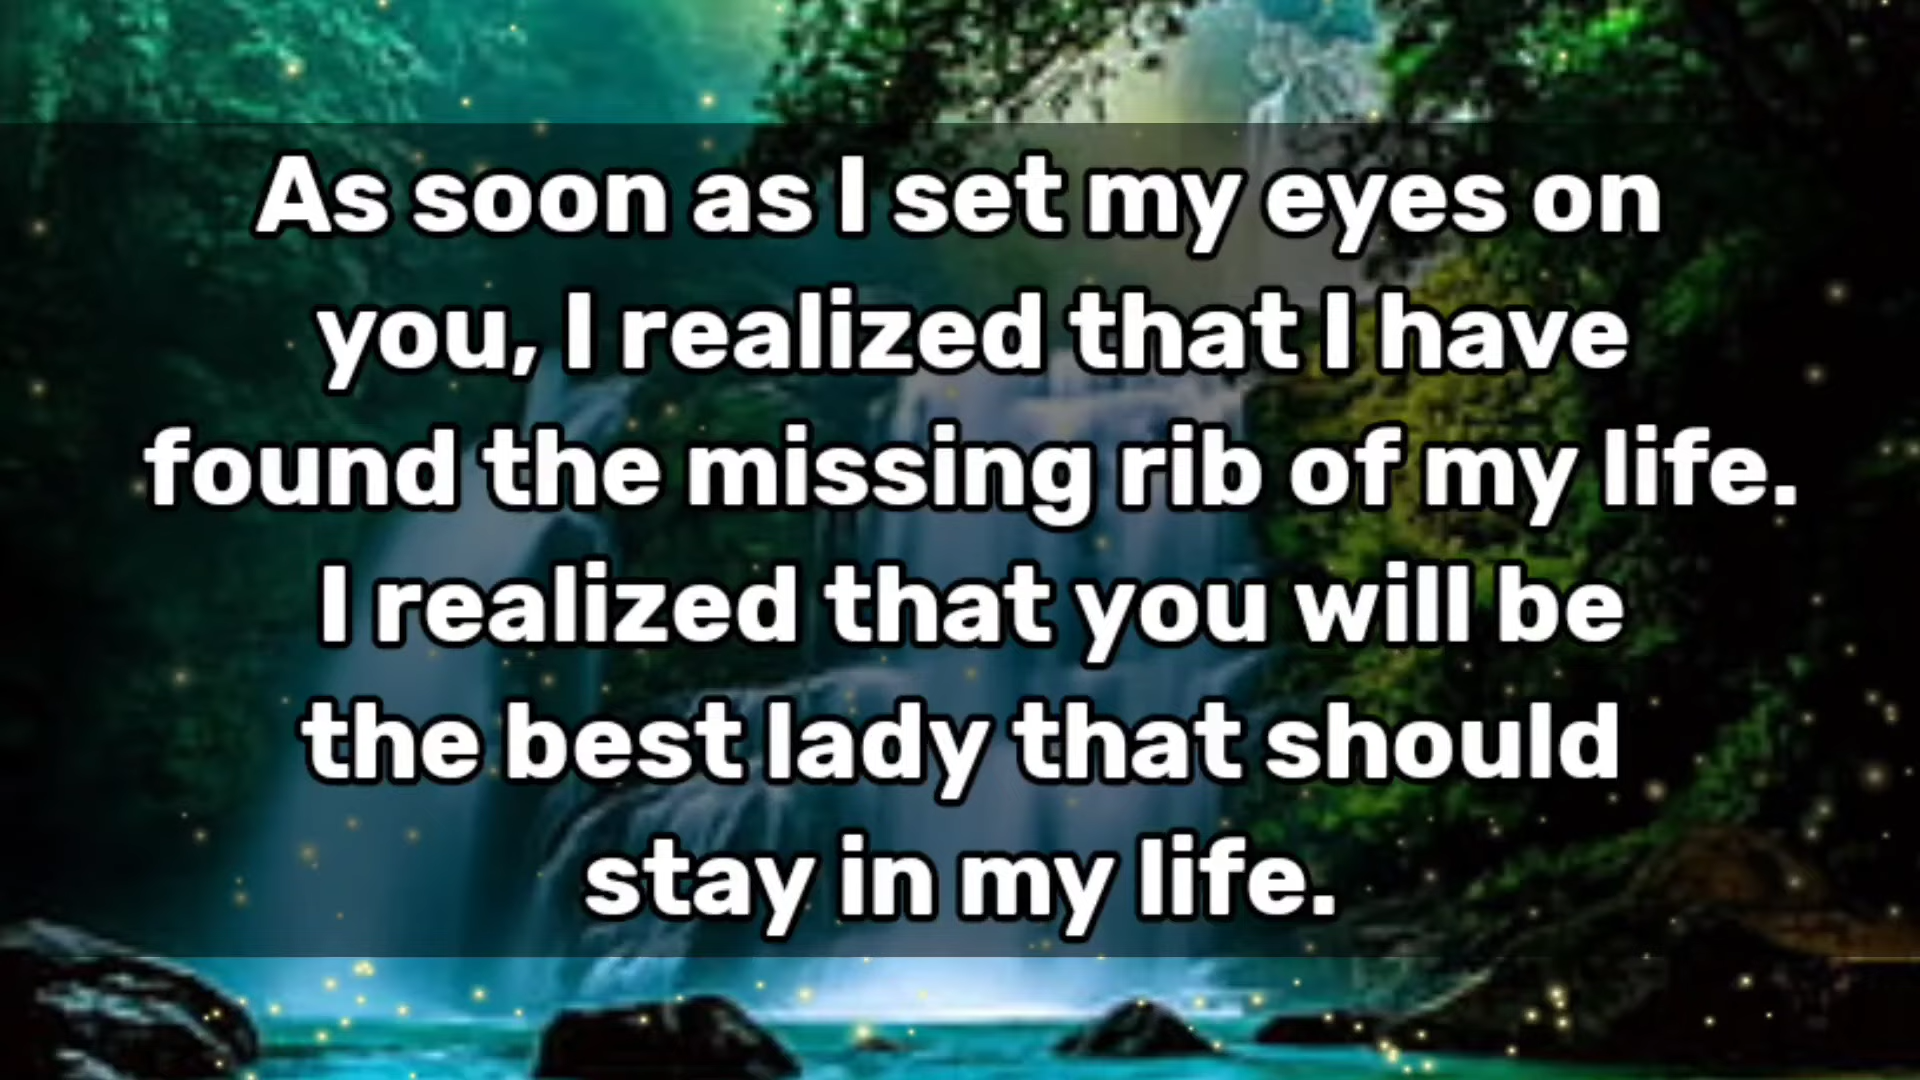 As soon as I set my eyes on
you, I realized that I have
found the missing rib of my life.
I realized that you will be
the best lady that should
stay in my life.